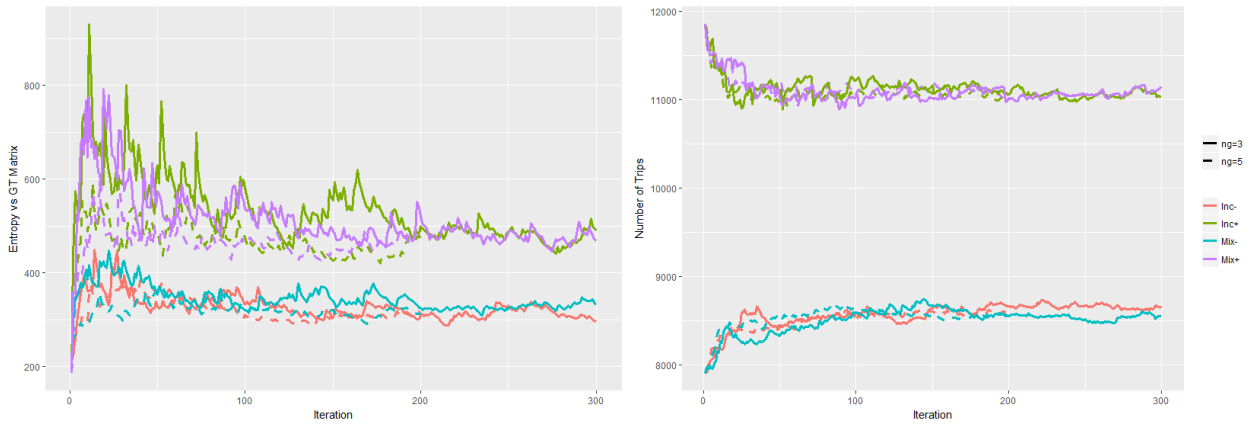 Entropy vs GT Matrix
800
600
400
200
0
100
200
300
Iteration
Number of Trips
12000
11000
10000
9000
8000
0
100
200
300
Iteration
ng=3
ng=5
Inc-
Inc+
Mix-
Mix+